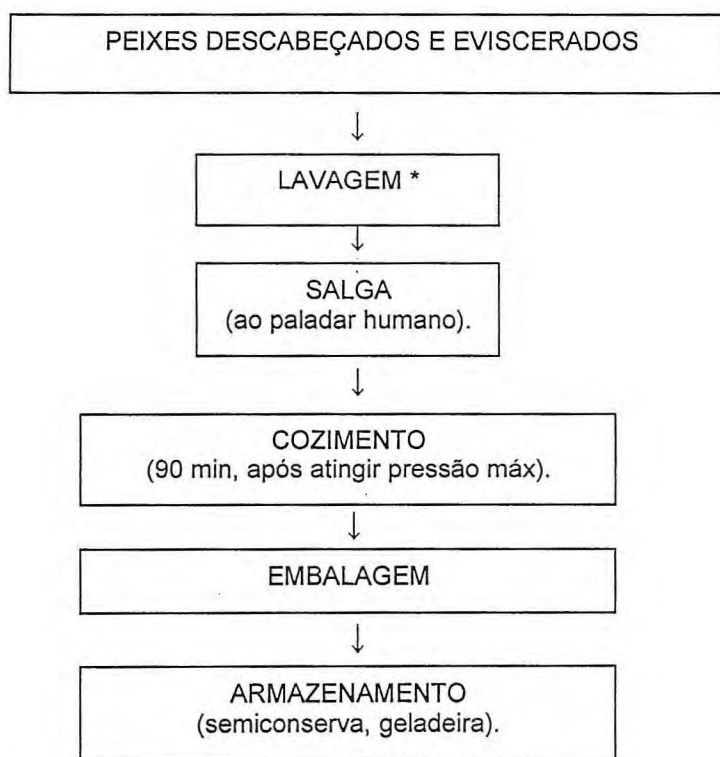 PEIXES DESCABEÇADOS E EVISCERADOS
LAVAGEM *
SALGA
(ao paladar humano).
COZIMENTO
(90 min, após atingir pressão máx).
EMBALAGEM
ARMAZENAMENTO
(semiconserva, geladeira).